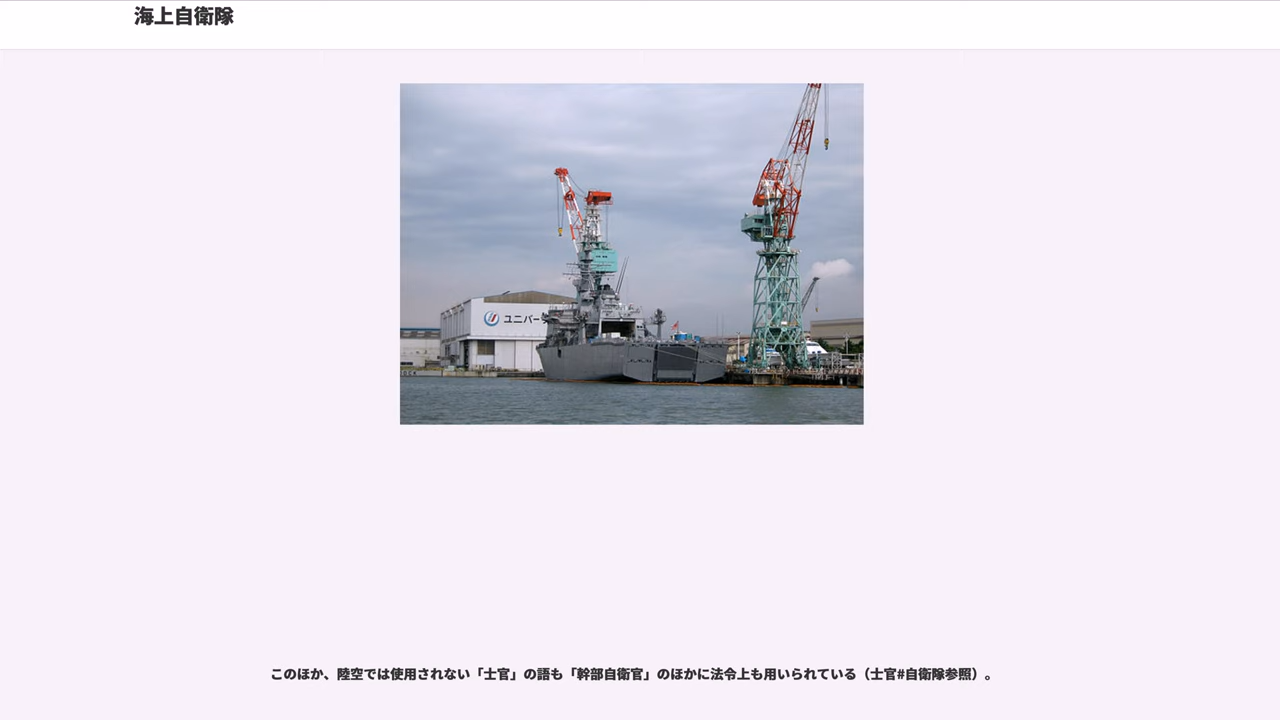 海上自衛隊
ユニバー
このほか、陸空では使用されない「士官」の語も「幹部自衛官」のほかに法令上も用いられている（士官#自衛隊参照）。